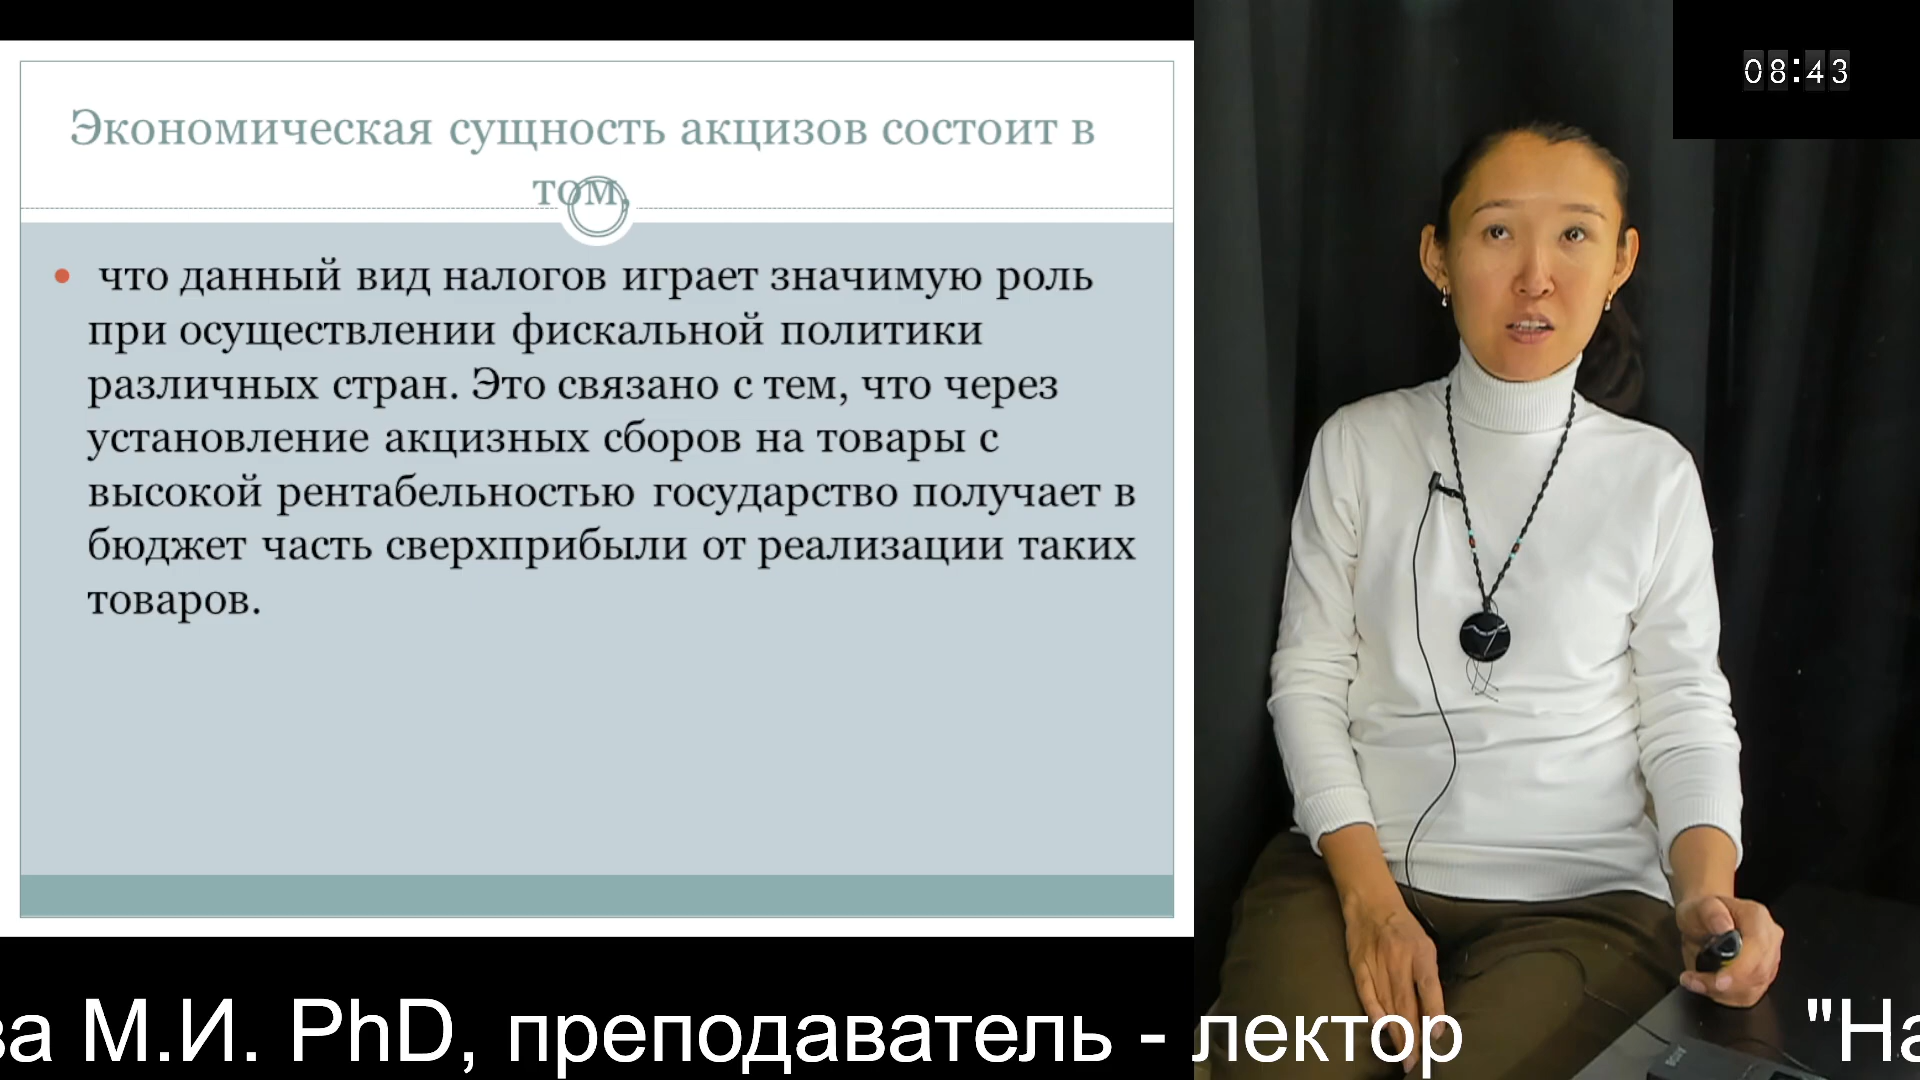 08:43
Экономическая сущность акцизов состоит в
том,
• что данный вид налогов играет значимую роль
при осуществлении фискальной политики
различных стран. Это связано с тем, что через
установление акцизных сборов на товары с
высокой рентабельностью государство получает в
бюджет часть сверхприбыли от реализации таких
товаров.
ва М.И. PhD, преподаватель - лектор "На